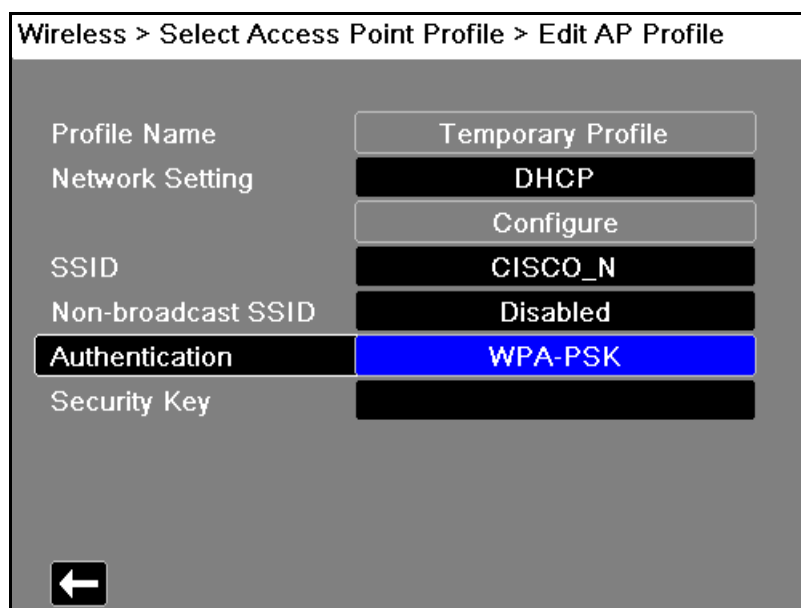 Wireless > Select Access Point Profile > Edit AP Profile
Profile Name Temporary Profile
Network Setting DHCP
Configure
SSID CISCO_N
Non-broadcast SSID Disabled
Authentication WPA-PSK
Security Key